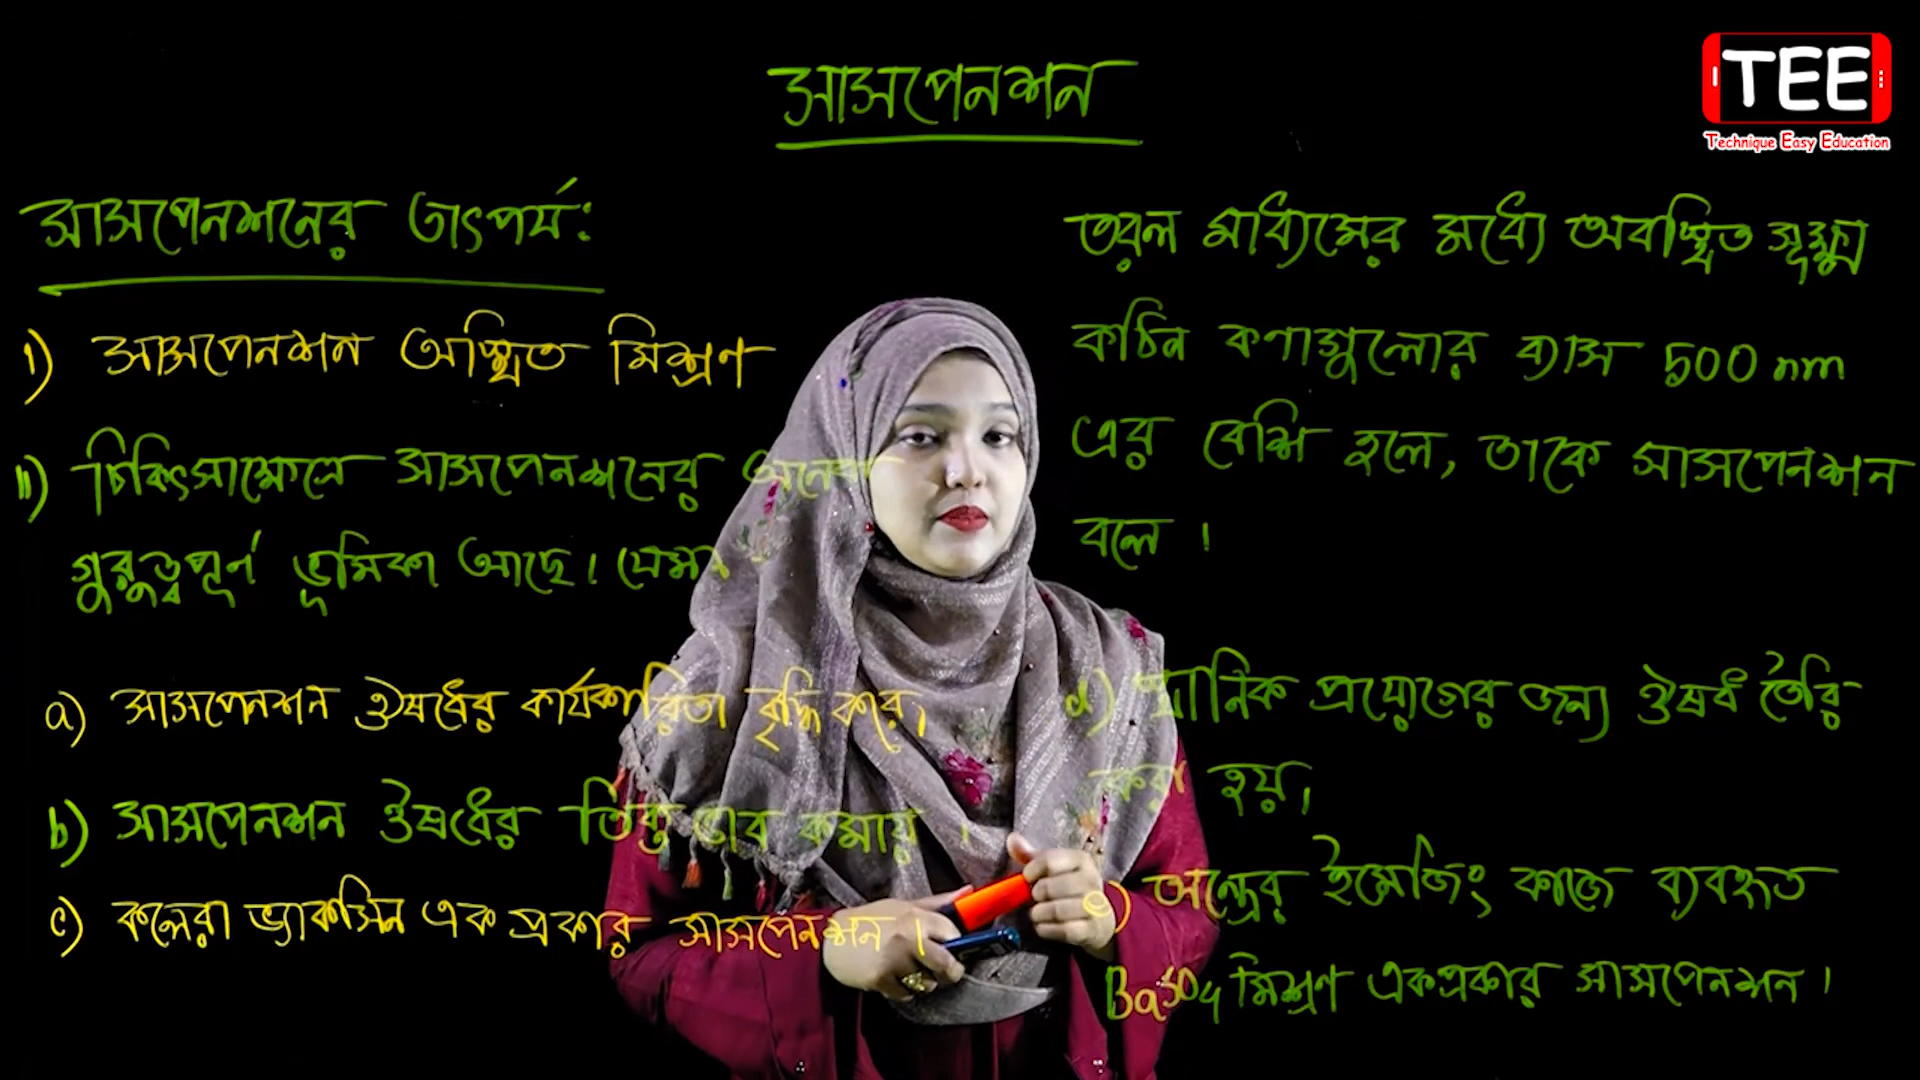 সাসপেনশন
TEE
Technique Easy Education
সাসপেনশনের তাৎপর্য:
i) সাসপেনশন অস্থিত মিশ্রণ
ii) চিকিৎসাক্ষেত্রে সাসপেনশনের অনেক
গুরুত্বপূর্ণ ভূমিকা আছে। যেমন
a) সাসপেনশন ঔষধের কার্যকারিতা বৃদ্ধি করে।
b) সাসপেনশন ঔষধের তিক্ত ভাব কমায়।
c) কলেরা ভ্যাকসিন এক প্রকার সাসপেনশন।
তরল মাধ্যমের মধ্যে অবস্থিত সূক্ষ্ম
কঠিন কণাগুলোর ব্যাস 500 nm
এর বেশি হলে, তাকে সাসপেনশন
বলে।
d) প্রয়োগের জন্য ঔষধ তৈরি
করা হয়।
e) অন্ত্রের ইমেজিং কাজে ব্যবহৃত
BaSO4 মিশ্রণ একপ্রকার সাসপেনশন।